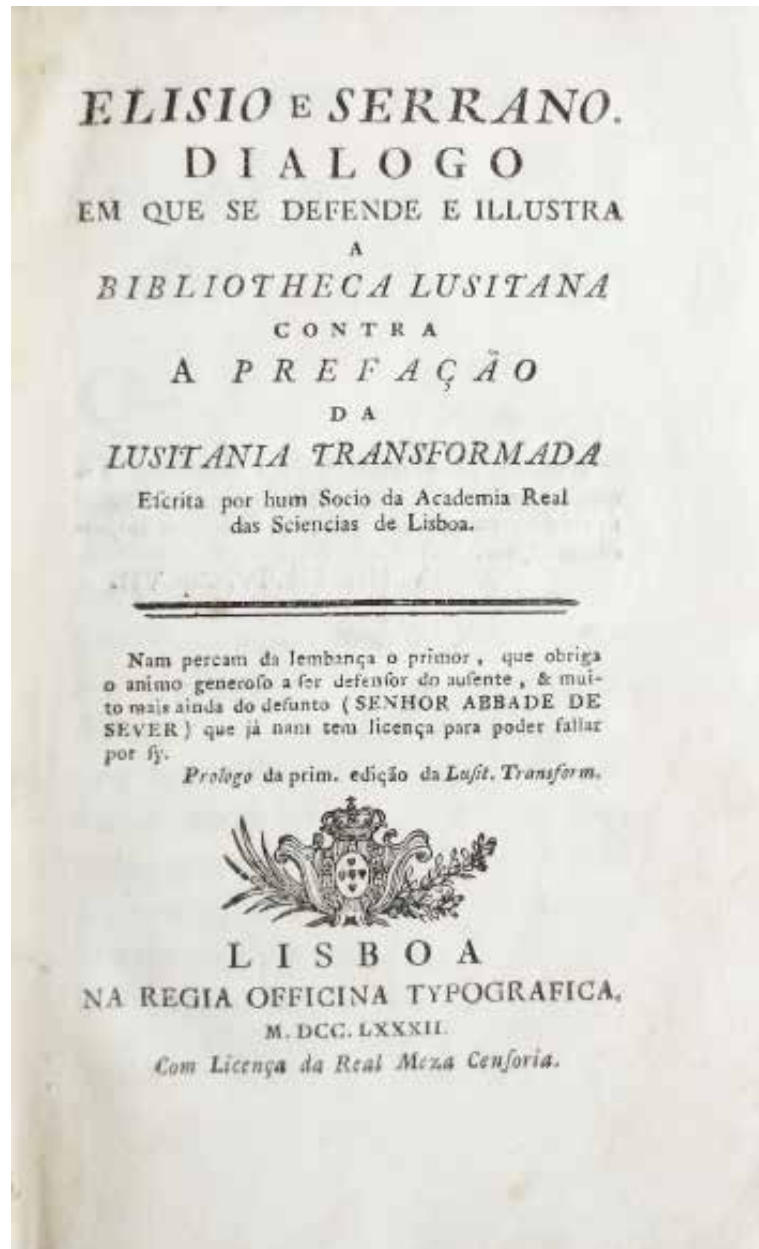 ELISIO E SERRANO.
DIALOGO
EM QUE SE DEFENDE E ILLUSTRA
A
BIBLIOTHECA LUSITANA
CONTRA
A PREFAÇÃO
DA
LUSITANIA TRANSFORMADA
Eſcrita por hum Socio da Academia Real
das Sciencias de Lisboa.
Nam percam da lembança o primor, que obriga
o animo generoſo a ſer defenſor do auſente, & mui-
to mais ainda do defunto (SENHOR ABBADE DE
SEVER) que já nam tem licença para poder fallar
por ſy.
Prologo da prim. edição da Luſit. Transform.
LISBOA
NA REGIA OFFICINA TYPOGRAFICA,
M. DCC. LXXXII.
Com Licença da Real Meza Cenſoria.